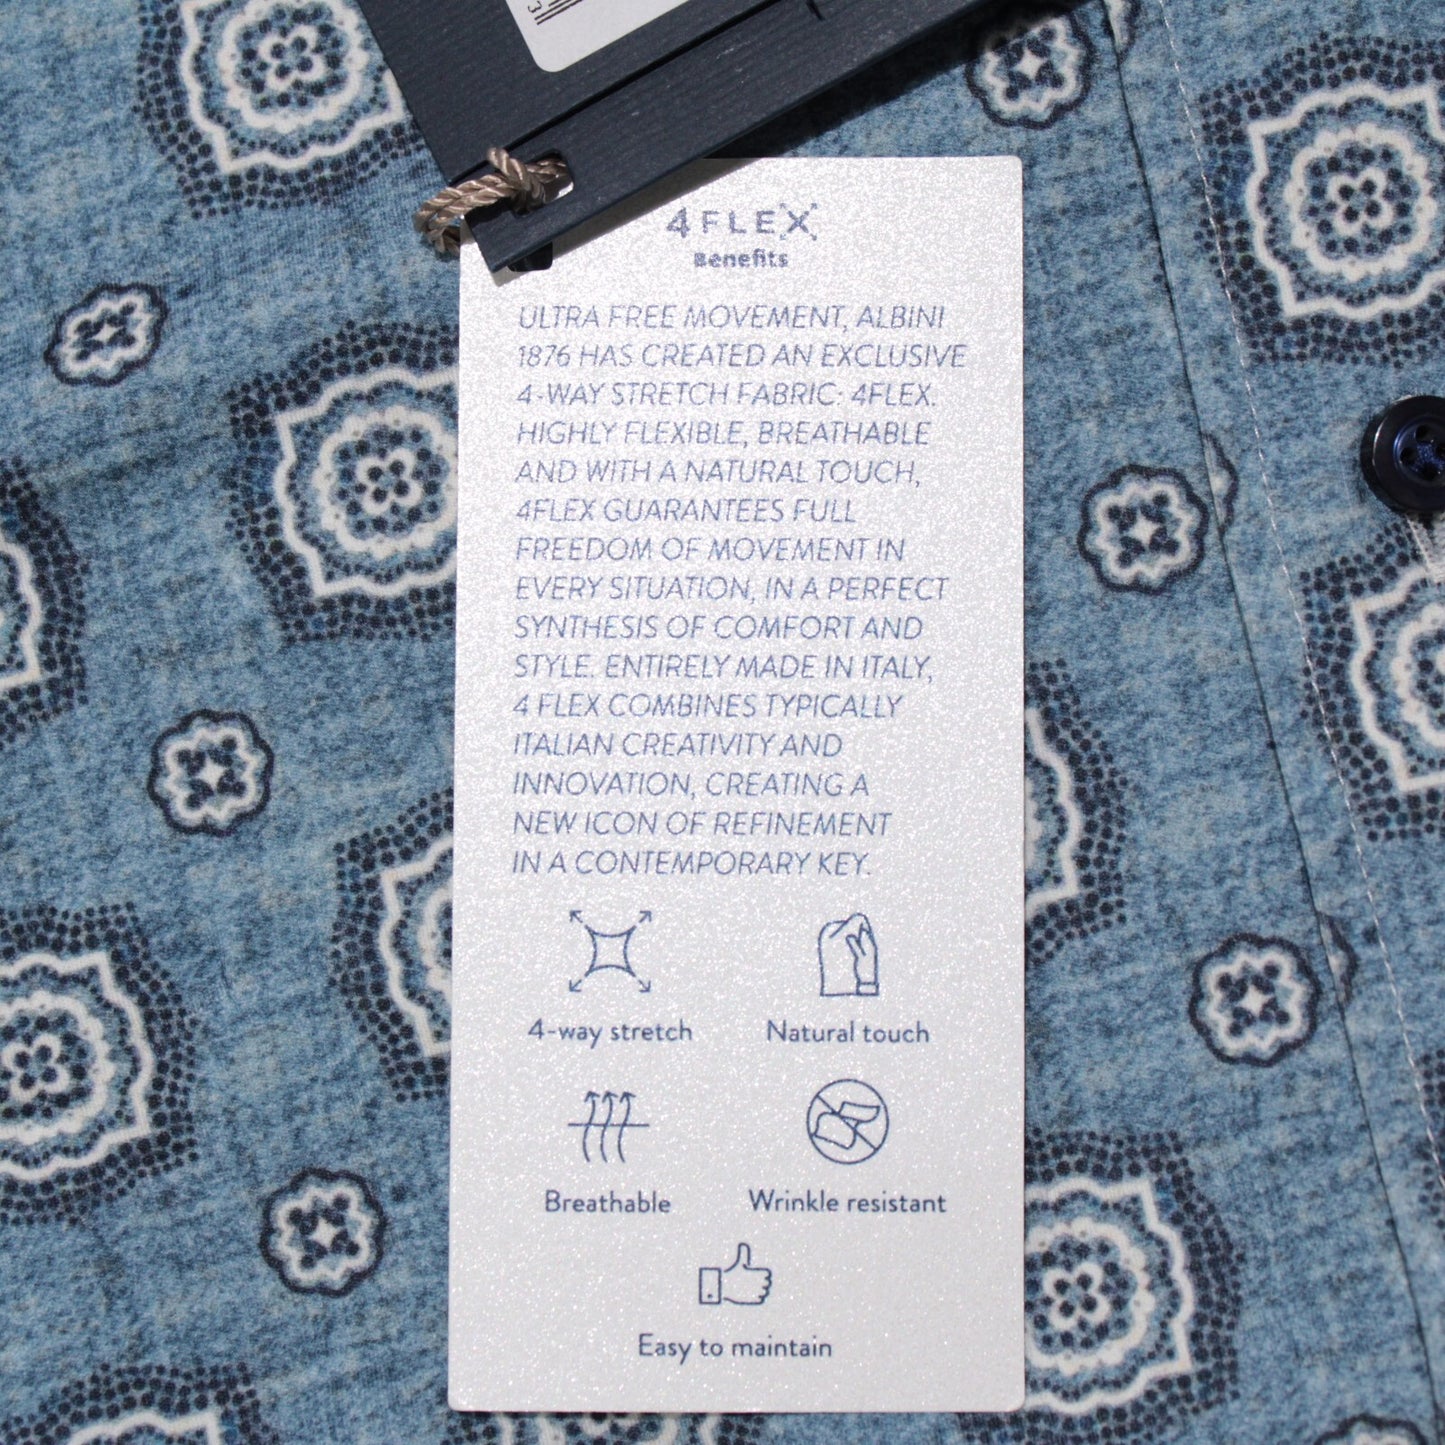 3
4FLEX
Benefits
ULTRA FREE MOVEMENT, ALBINI
1876 HAS CREATED AN EXCLUSIVE
4-WAY STRETCH FABRIC: 4FLEX.
HIGHLY FLEXIBLE, BREATHABLE
AND WITH A NATURAL TOUCH,
4FLEX GUARANTEES FULL
FREEDOM OF MOVEMENT IN
EVERY SITUATION, IN A PERFECT
SYNTHESIS OF COMFORT AND
STYLE. ENTIRELY MADE IN ITALY,
4 FLEX COMBINES TYPICALLY
ITALIAN CREATIVITY AND
INNOVATION, CREATING A
NEW ICON OF REFINEMENT
IN A CONTEMPORARY KEY.
4-way stretch Natural touch
Breathable Wrinkle resistant
Easy to maintain